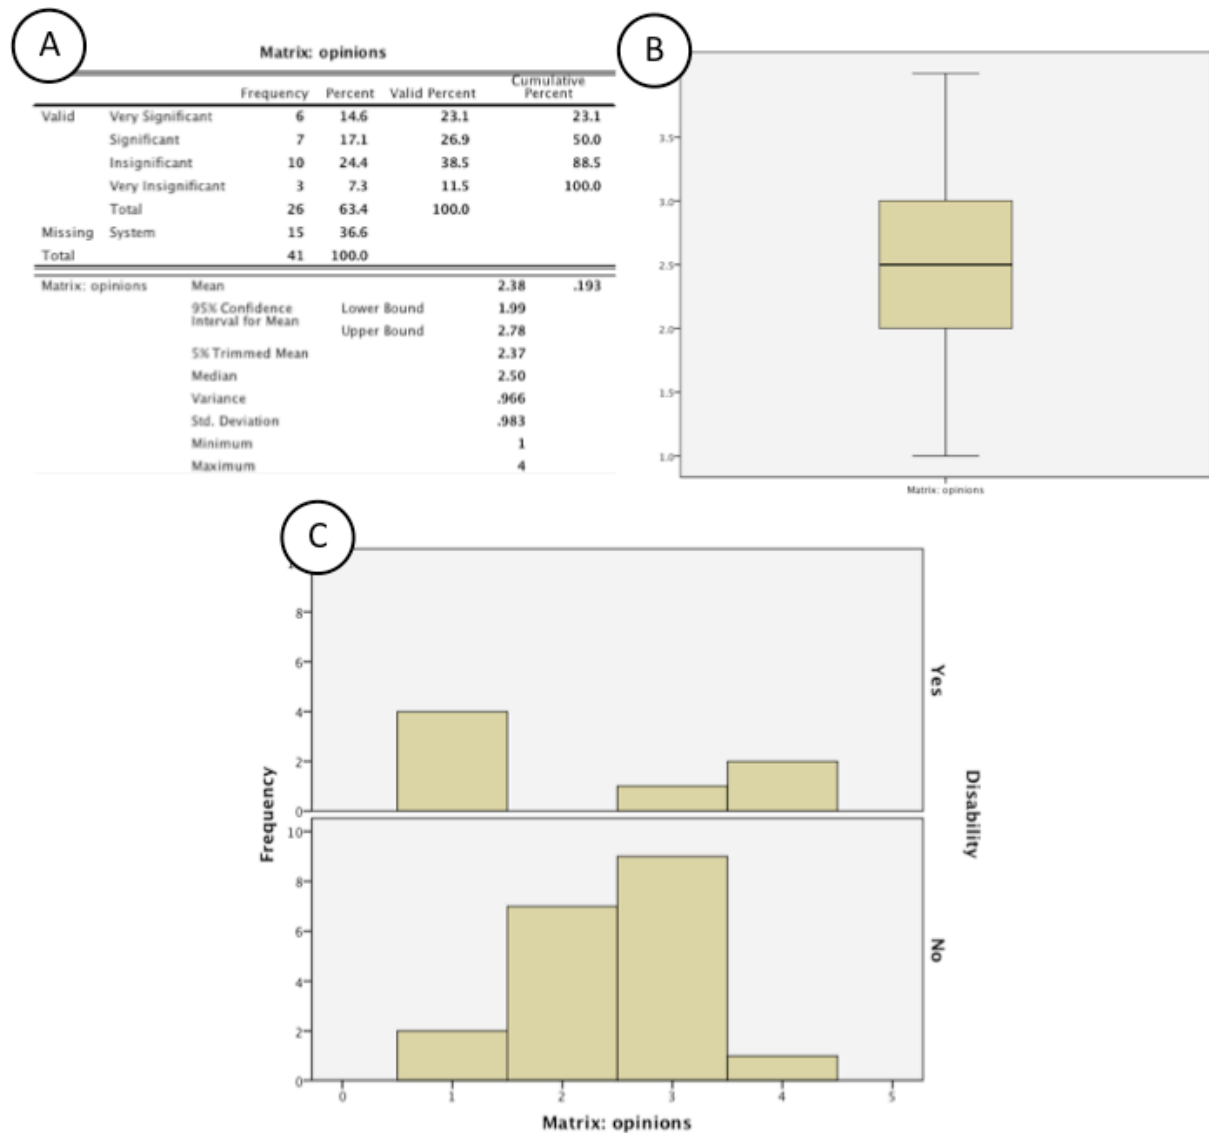 A
Matrix: opinions
Frequency Percent Valid Percent Cumulative Percent
Valid Very Significant 6 14.6 23.1 23.1
Significant 7 17.1 26.9 50.0
Insignificant 10 24.4 38.5 88.5
Very Insignificant 3 7.3 11.5 100.0
Total 26 63.4 100.0
Missing System 15 36.6
Total 41 100.0
Matrix: opinions Mean 2.38 .193
95% Confidence Interval for Mean Lower Bound 1.99
Upper Bound 2.78
5% Trimmed Mean 2.37
Median 2.50
Variance .966
Std. Deviation .983
Minimum 1
Maximum 4
B
3.5
3.0
2.5
2.0
1.5
1.0
Matrix: opinions
C
8
6
4
2
0
Yes
10
8
6
4
2
0
No
Frequency
Disability
0 1 2 3 4 5
Matrix: opinions